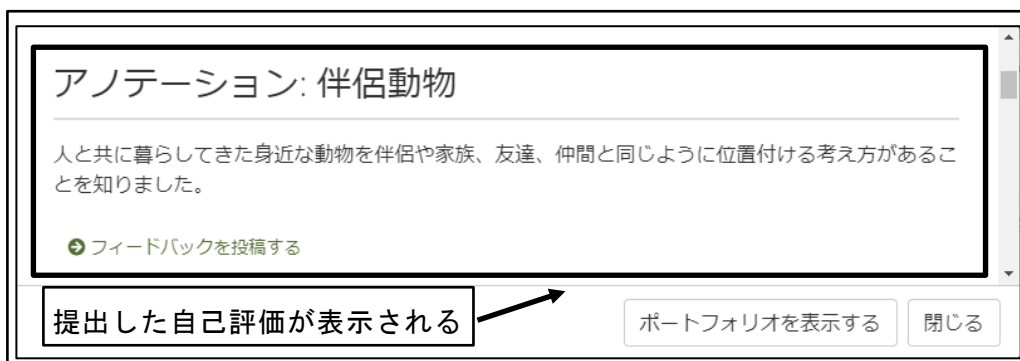 アノテーション: 伴侶動物
人と共に暮らしてきた身近な動物を伴侶や家族、友達、仲間と同じように位置付ける考え方があるこ
とを知りました。
フィードバックを投稿する
提出した自己評価が表示される
ポートフォリオを表示する
閉じる